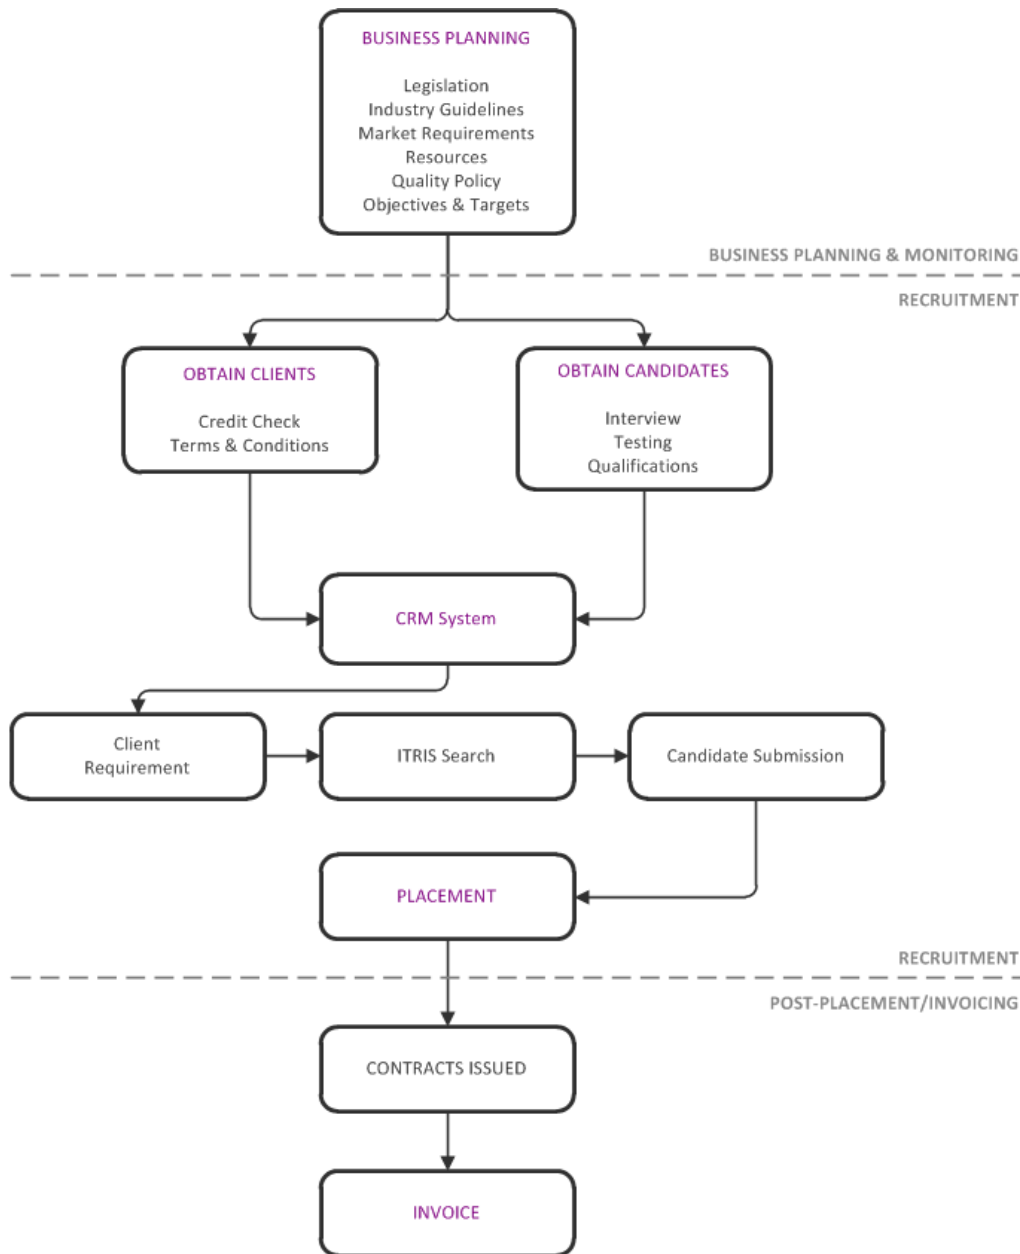 BUSINESS PLANNING
Legislation
Industry Guidelines
Market Requirements
Resources
Quality Policy
Objectives & Targets
BUSINESS PLANNING & MONITORING
RECRUITMENT
OBTAIN CLIENTS
Credit Check
Terms & Conditions
OBTAIN CANDIDATES
Interview
Testing
Qualifications
CRM System
Client
Requirement
ITRIS Search
Candidate Submission
PLACEMENT
RECRUITMENT
POST-PLACEMENT/INVOICING
CONTRACTS ISSUED
INVOICE